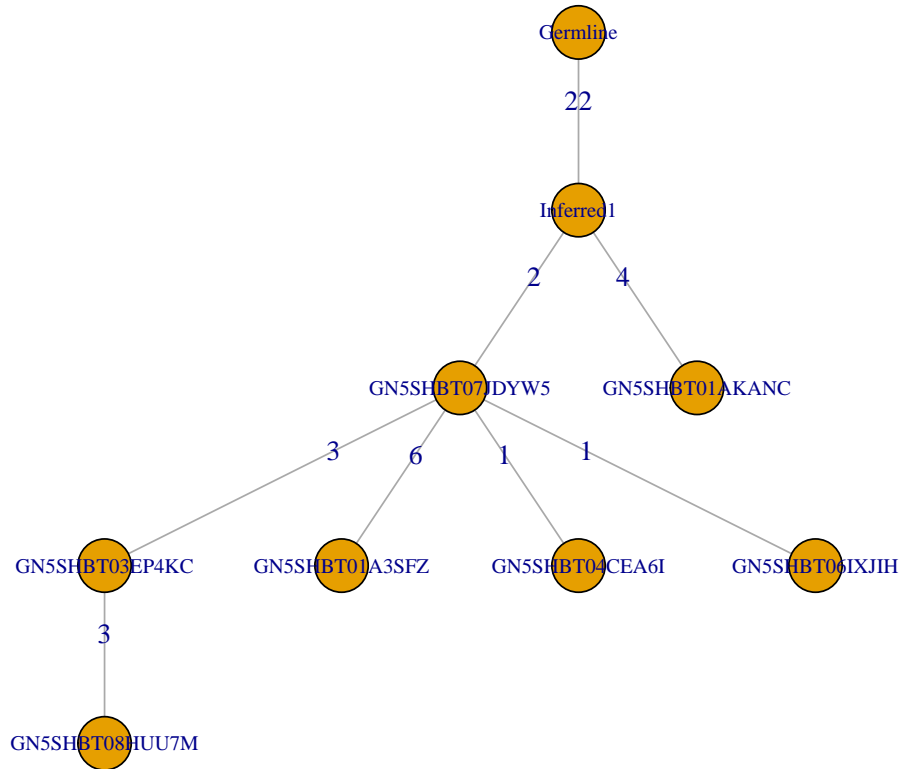 Germline
22
Inferred1
2
4
GN5SHBT07JDYW5
GN5SHBT01AKANC
3
6
1
1
GN5SHBT03EP4KC
GN5SHBT01A3SFZ
GN5SHBT04CEA6I
GN5SHBT06IXJIH
3
GN5SHBT08HUU7M